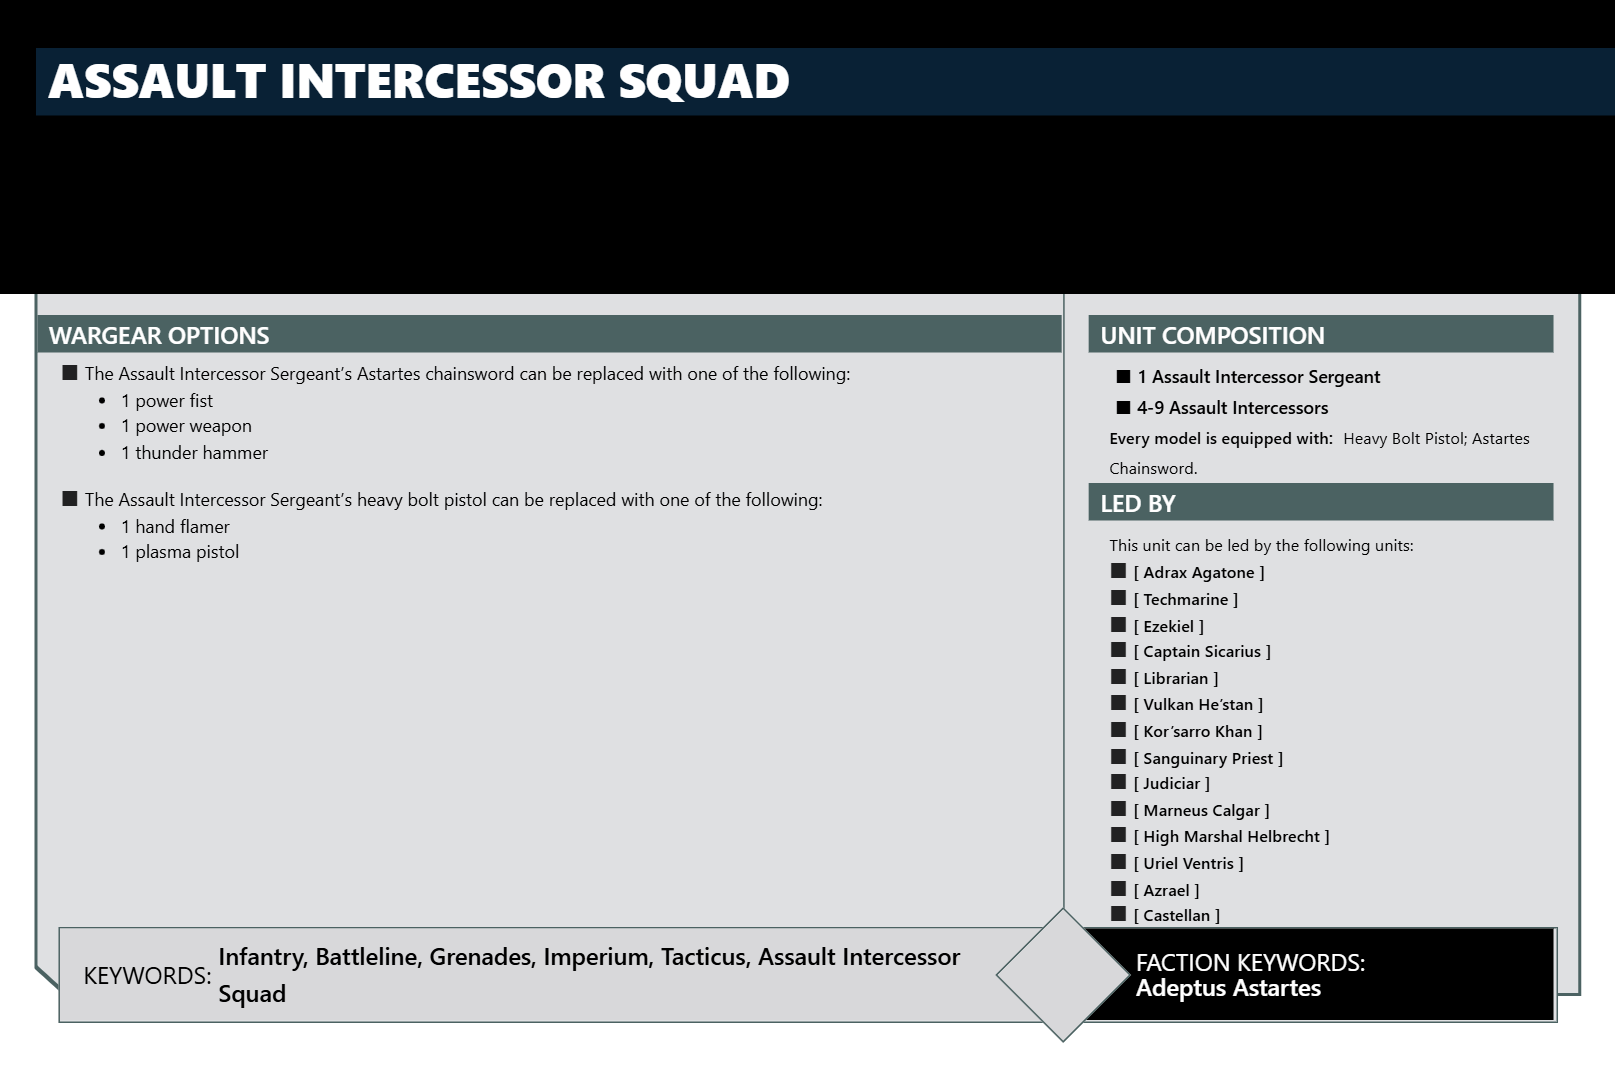 ASSAULT INTERCESSOR SQUAD
WARGEAR OPTIONS
The Assault Intercessor Sergeant’s Astartes chainsword can be replaced with one of the following:
• 1 power fist
• 1 power weapon
• 1 thunder hammer
The Assault Intercessor Sergeant’s heavy bolt pistol can be replaced with one of the following:
• 1 hand flamer
• 1 plasma pistol
UNIT COMPOSITION
■ 1 Assault Intercessor Sergeant
■ 4-9 Assault Intercessors
Every model is equipped with: Heavy Bolt Pistol; Astartes
Chainsword.
LED BY
This unit can be led by the following units:
■ [ Adrax Agatone ]
■ [ Techmarine ]
■ [ Ezekiel ]
■ [ Captain Sicarius ]
■ [ Librarian ]
■ [ Vulkan He’stan ]
■ [ Kor’sarro Khan ]
■ [ Sanguinary Priest ]
■ [ Judiciar ]
■ [ Marneus Calgar ]
■ [ High Marshal Helbrecht ]
■ [ Uriel Ventris ]
■ [ Azrael ]
■ [ Castellan ]
KEYWORDS: Infantry, Battleline, Grenades, Imperium, Tacticus, Assault Intercessor
Squad
FACTION KEYWORDS:
Adeptus Astartes